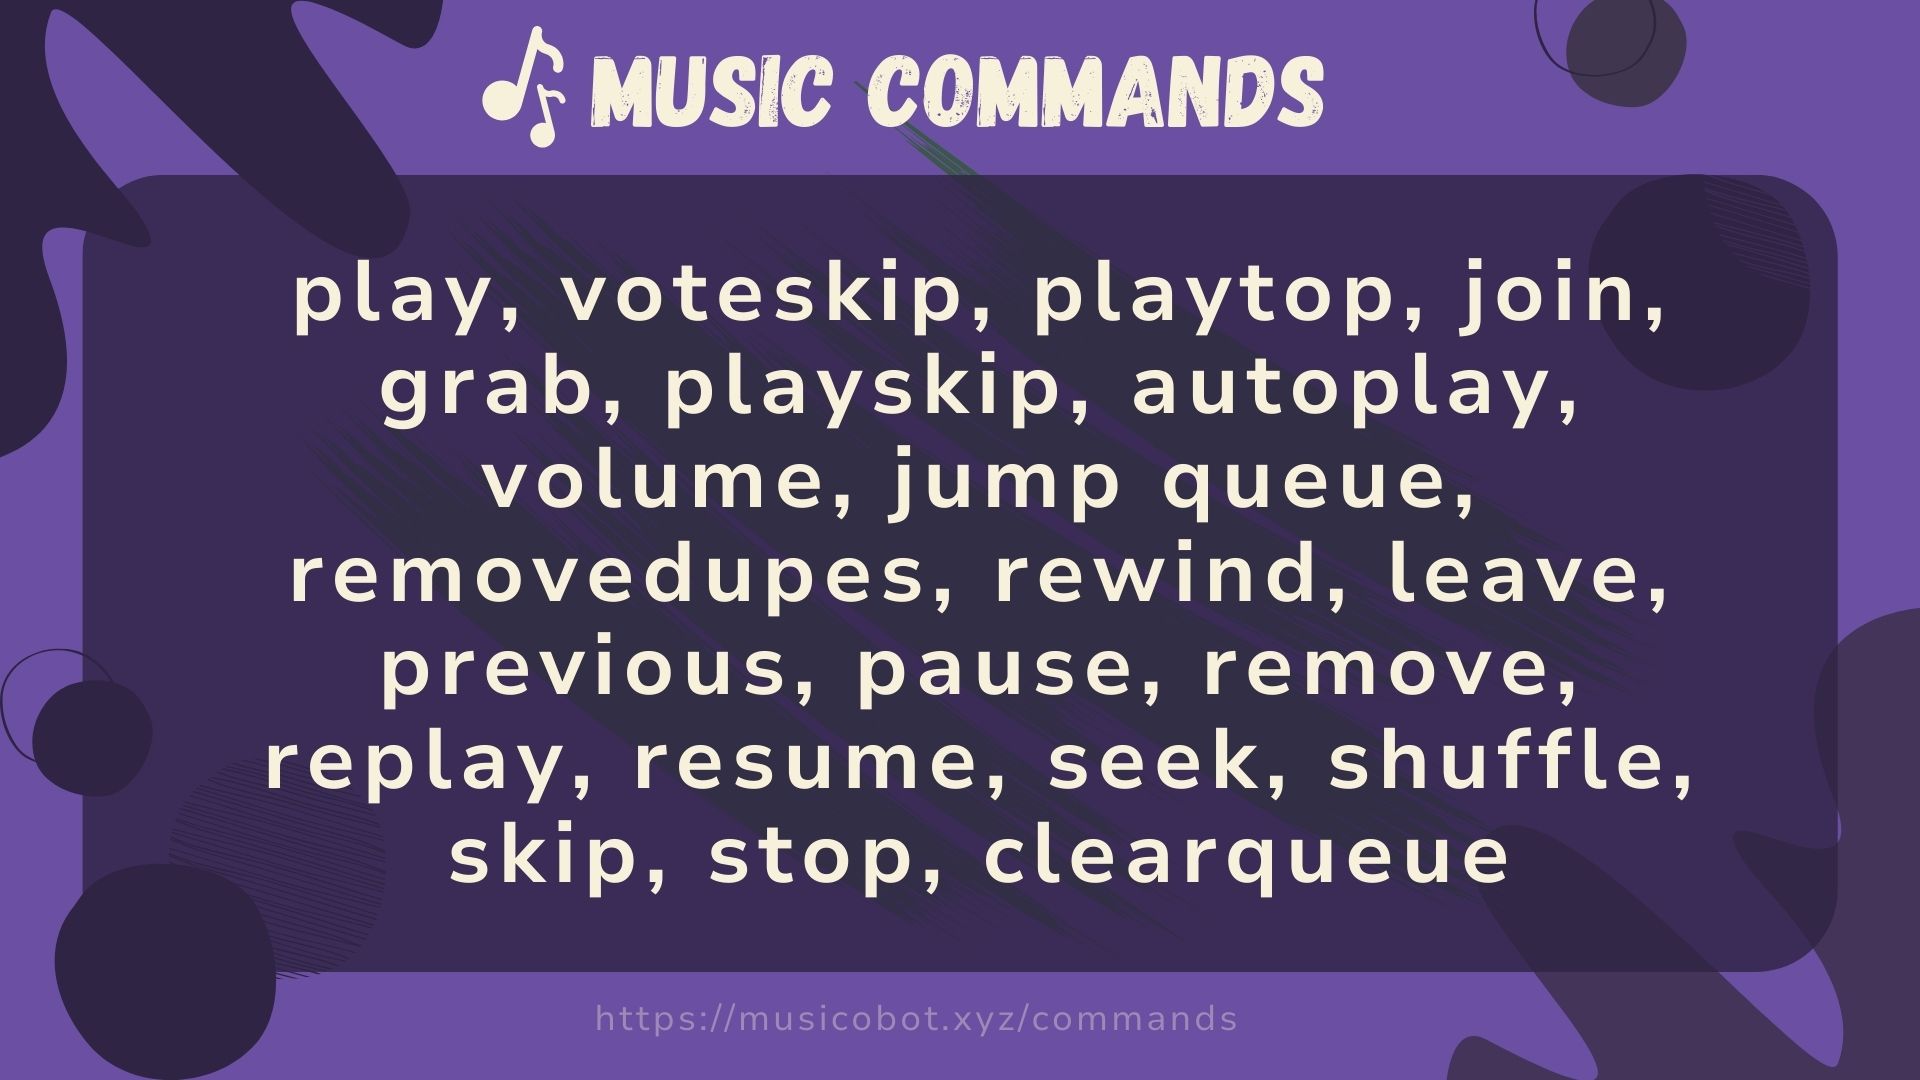 MUSIC COMMANDS
play, voteskip, playtop, join,
grab, playskip, autoplay,
volume, jump queue,
removedupes, rewind, leave,
previous, pause, remove,
replay, resume, seek, shuffle,
skip, stop, clearqueue
https://musicobot.xyz/commands